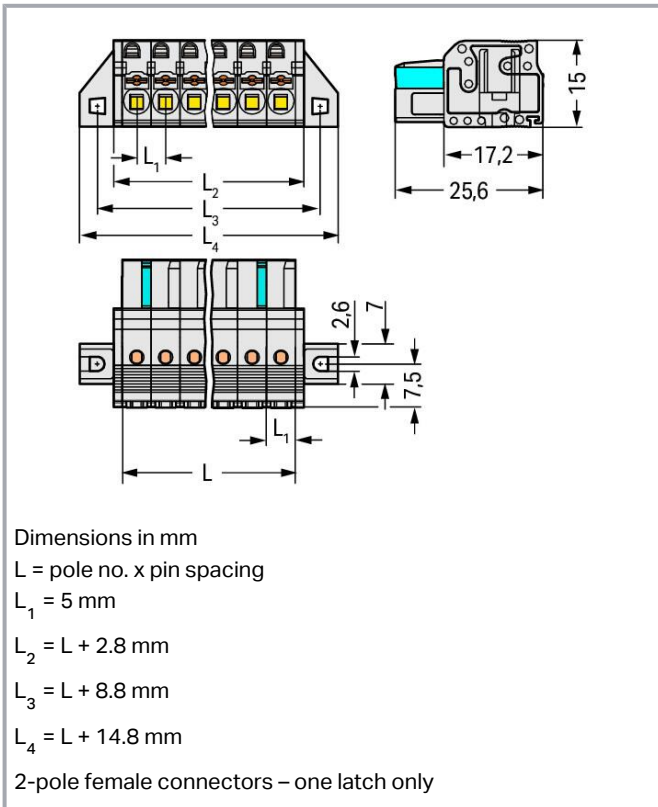 15
17,2
25,6
L1
L2
L3
L4
2,6
7
7,5
L1
L
Dimensions in mm
L = pole no. x pin spacing
L1 = 5 mm
L2 = L + 2.8 mm
L3 = L + 8.8 mm
L4 = L + 14.8 mm
2-pole female connectors – one latch only